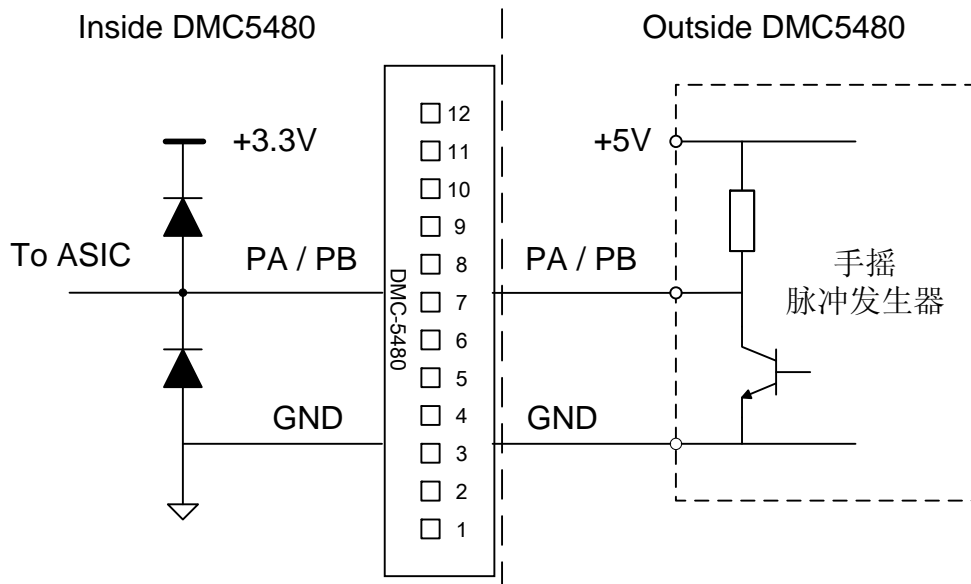 Inside DMC5480
Outside DMC5480
+3.3V
To ASIC
PA / PB
GND
DMC-5480
12
11
10
9
8
7
6
5
4
3
2
1
+5V
PA / PB
GND
手摇
脉冲发生器